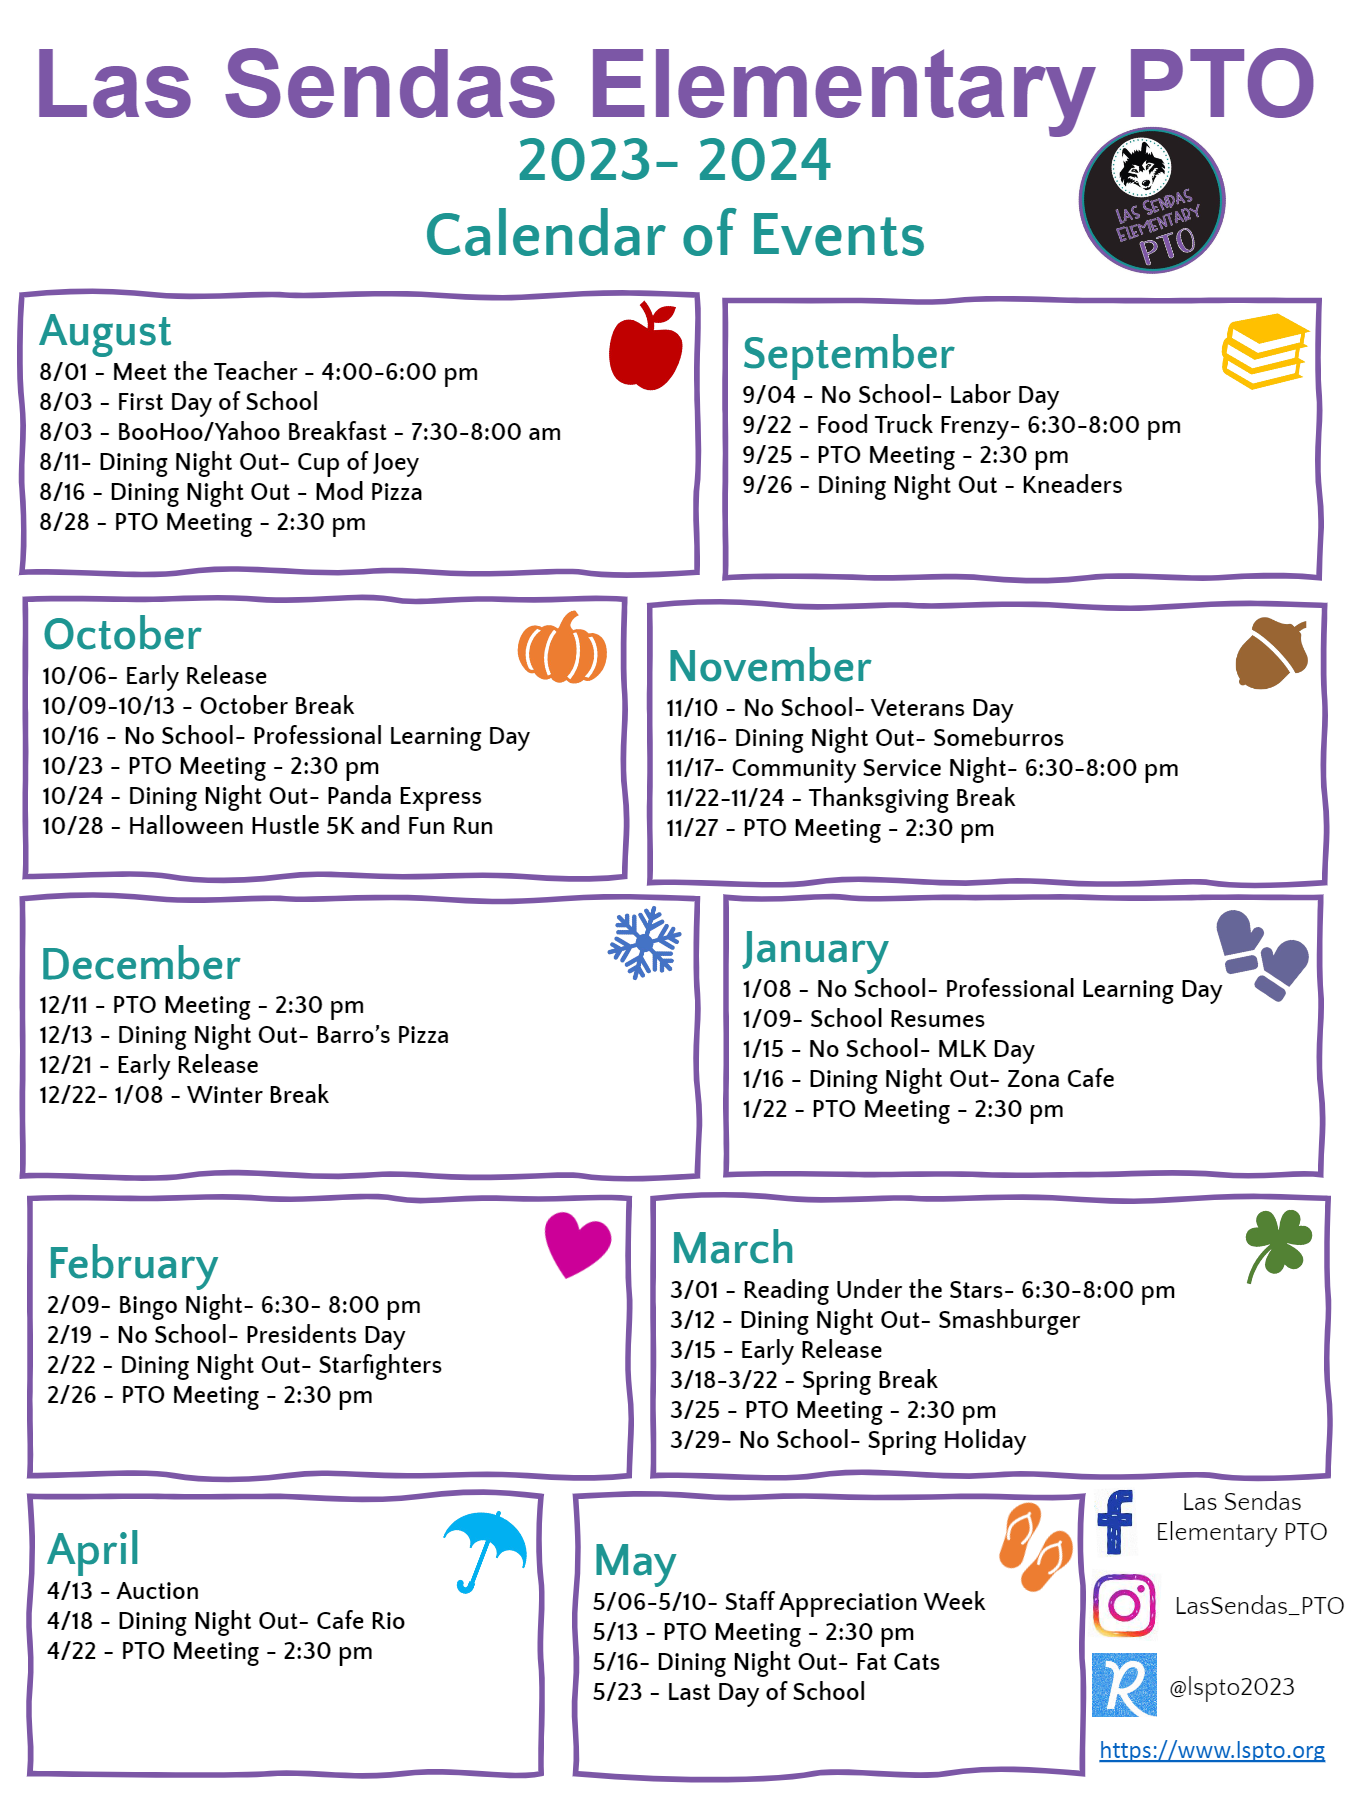 Las Sendas Elementary PTO
2023- 2024
Calendar of Events
LAS SENDAS
ELEMENTARY
PTO
August
8/01 - Meet the Teacher - 4:00-6:00 pm
8/03 - First Day of School
8/03 - BooHoo/Yahoo Breakfast - 7:30-8:00 am
8/11- Dining Night Out- Cup of Joey
8/16 - Dining Night Out - Mod Pizza
8/28 - PTO Meeting - 2:30 pm
September
9/04 - No School- Labor Day
9/22 - Food Truck Frenzy- 6:30-8:00 pm
9/25 - PTO Meeting - 2:30 pm
9/26 - Dining Night Out - Kneaders
October
10/06- Early Release
10/09-10/13 - October Break
10/16 - No School- Professional Learning Day
10/23 - PTO Meeting - 2:30 pm
10/24 - Dining Night Out- Panda Express
10/28 - Halloween Hustle 5K and Fun Run
November
11/10 - No School- Veterans Day
11/16- Dining Night Out- Someburros
11/17- Community Service Night- 6:30-8:00 pm
11/22-11/24 - Thanksgiving Break
11/27 - PTO Meeting - 2:30 pm
December
12/11 - PTO Meeting - 2:30 pm
12/13 - Dining Night Out- Barro’s Pizza
12/21 - Early Release
12/22- 1/08 - Winter Break
January
1/08 - No School- Professional Learning Day
1/09- School Resumes
1/15 - No School- MLK Day
1/16 - Dining Night Out- Zona Cafe
1/22 - PTO Meeting - 2:30 pm
February
2/09- Bingo Night- 6:30- 8:00 pm
2/19 - No School- Presidents Day
2/22 - Dining Night Out- Starfighters
2/26 - PTO Meeting - 2:30 pm
March
3/01 - Reading Under the Stars- 6:30-8:00 pm
3/12 - Dining Night Out- Smashburger
3/15 - Early Release
3/18-3/22 - Spring Break
3/25 - PTO Meeting - 2:30 pm
3/29- No School- Spring Holiday
April
4/13 - Auction
4/18 - Dining Night Out- Cafe Rio
4/22 - PTO Meeting - 2:30 pm
May
5/06-5/10- Staff Appreciation Week
5/13 - PTO Meeting - 2:30 pm
5/16- Dining Night Out- Fat Cats
5/23 - Last Day of School
f
Las Sendas
Elementary PTO
LasSendas_PTO
R
@lspto2023
https://www.lspto.org